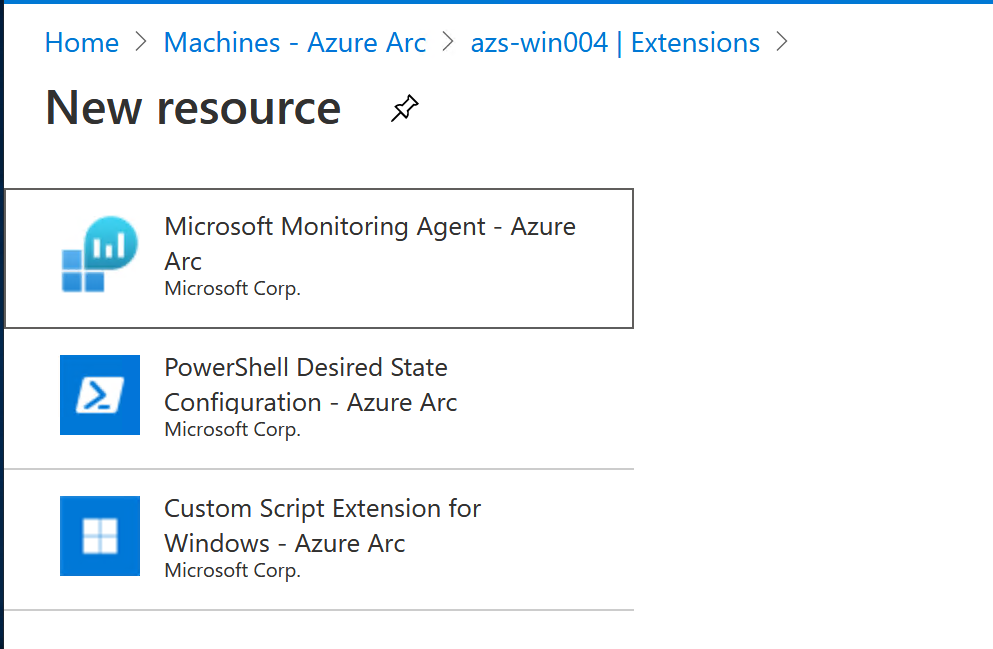 Home > Machines - Azure Arc > azs-win004 | Extensions >
New resource
Microsoft Monitoring Agent - Azure
Arc
Microsoft Corp.
PowerShell Desired State
Configuration - Azure Arc
Microsoft Corp.
Custom Script Extension for
Windows - Azure Arc
Microsoft Corp.